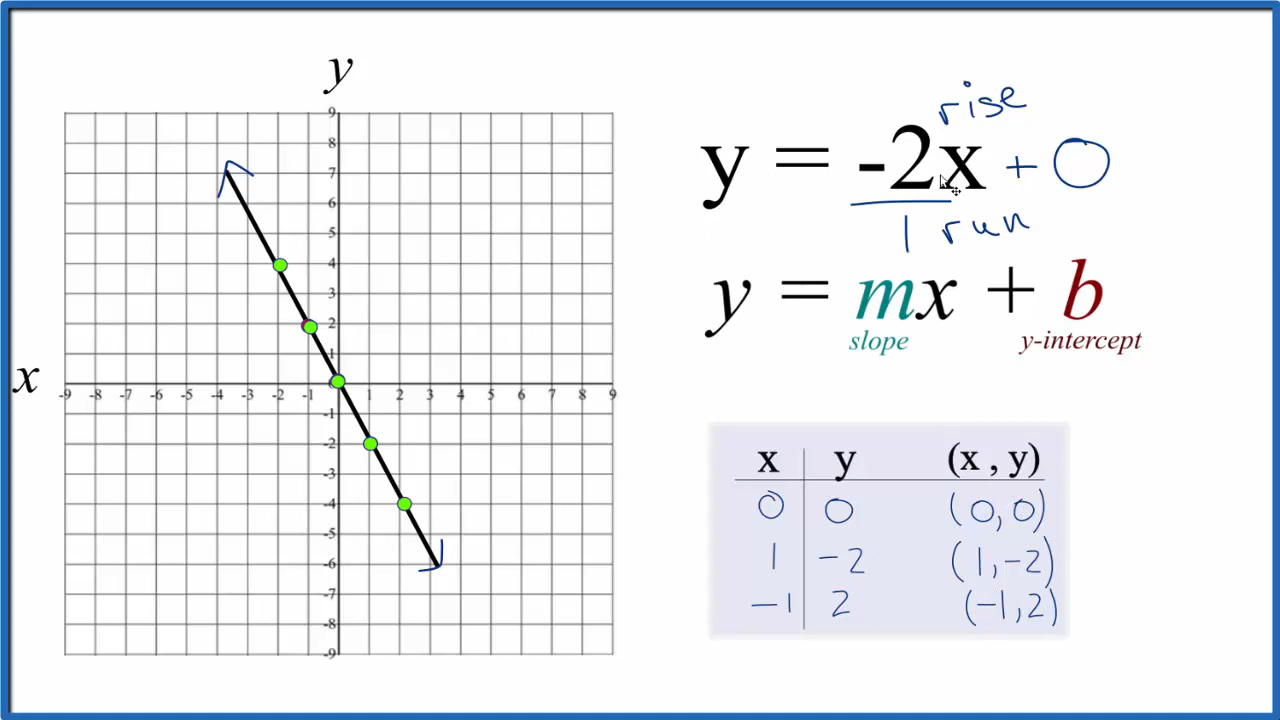 y
9
8
7
6
5
4
3
2
1
x
-9 -8 -7 -6 -5 -4 -3 -2 -1 1 2 3 4 5 6 7 8 9
-1
-2
-3
-4
-5
-6
-7
-8
-9
rise
y = -2x + 0
1 run
y = mx + b
slope y-intercept
x y (x , y)
0 0 (0, 0)
1 -2 (1, -2)
-1 2 (-1, 2)